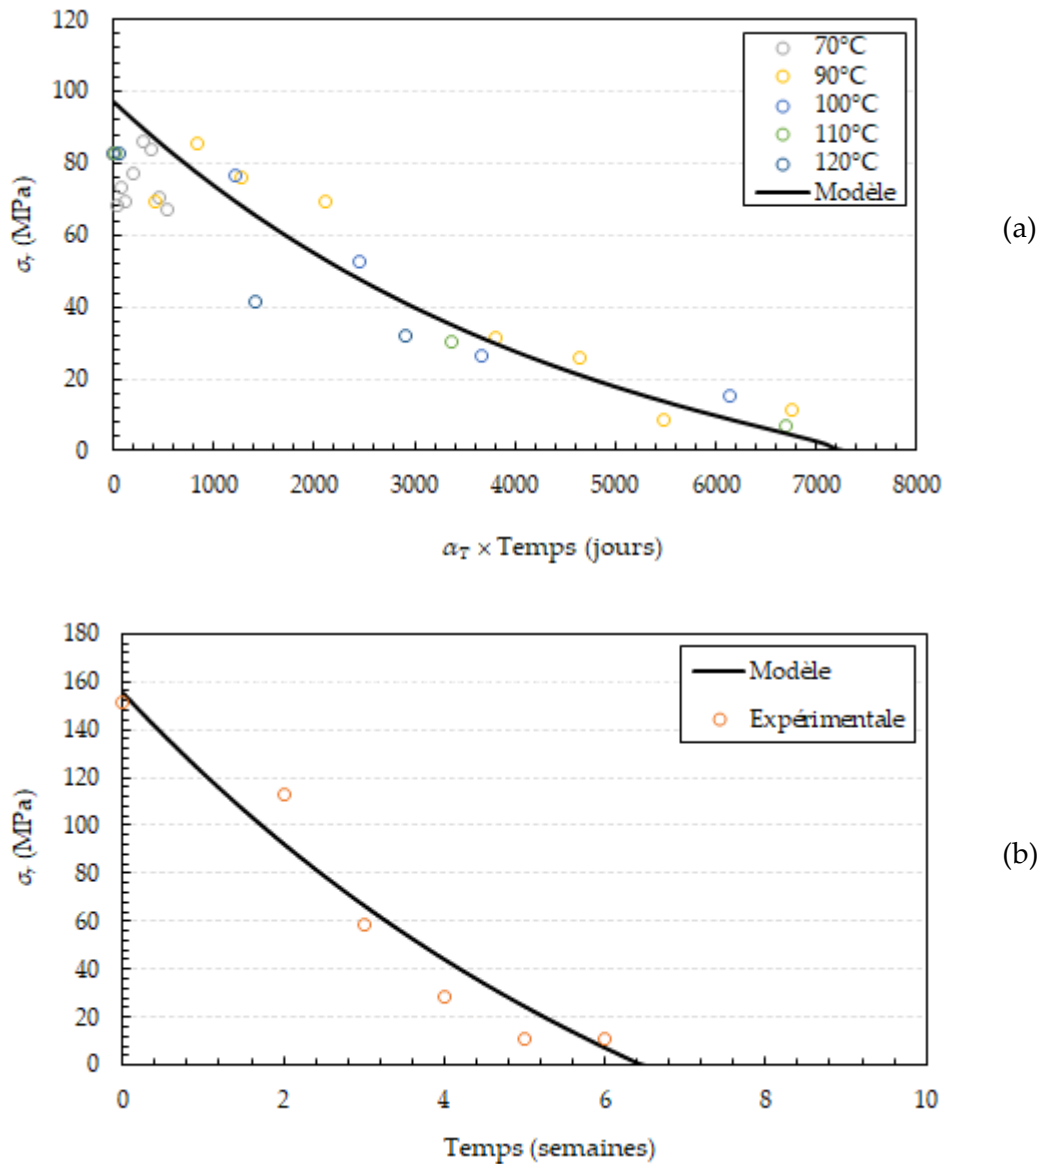 120
100
80
60
40
20
0
σr (MPa)
70°C
90°C
100°C
110°C
120°C
Modèle
(a)
0 1000 2000 3000 4000 5000 6000 7000 8000
αT × Temps (jours)
180
160
140
120
100
80
60
40
20
0
σr (MPa)
Modèle
Expérimentale
(b)
0 2 4 6 8 10
Temps (semaines)